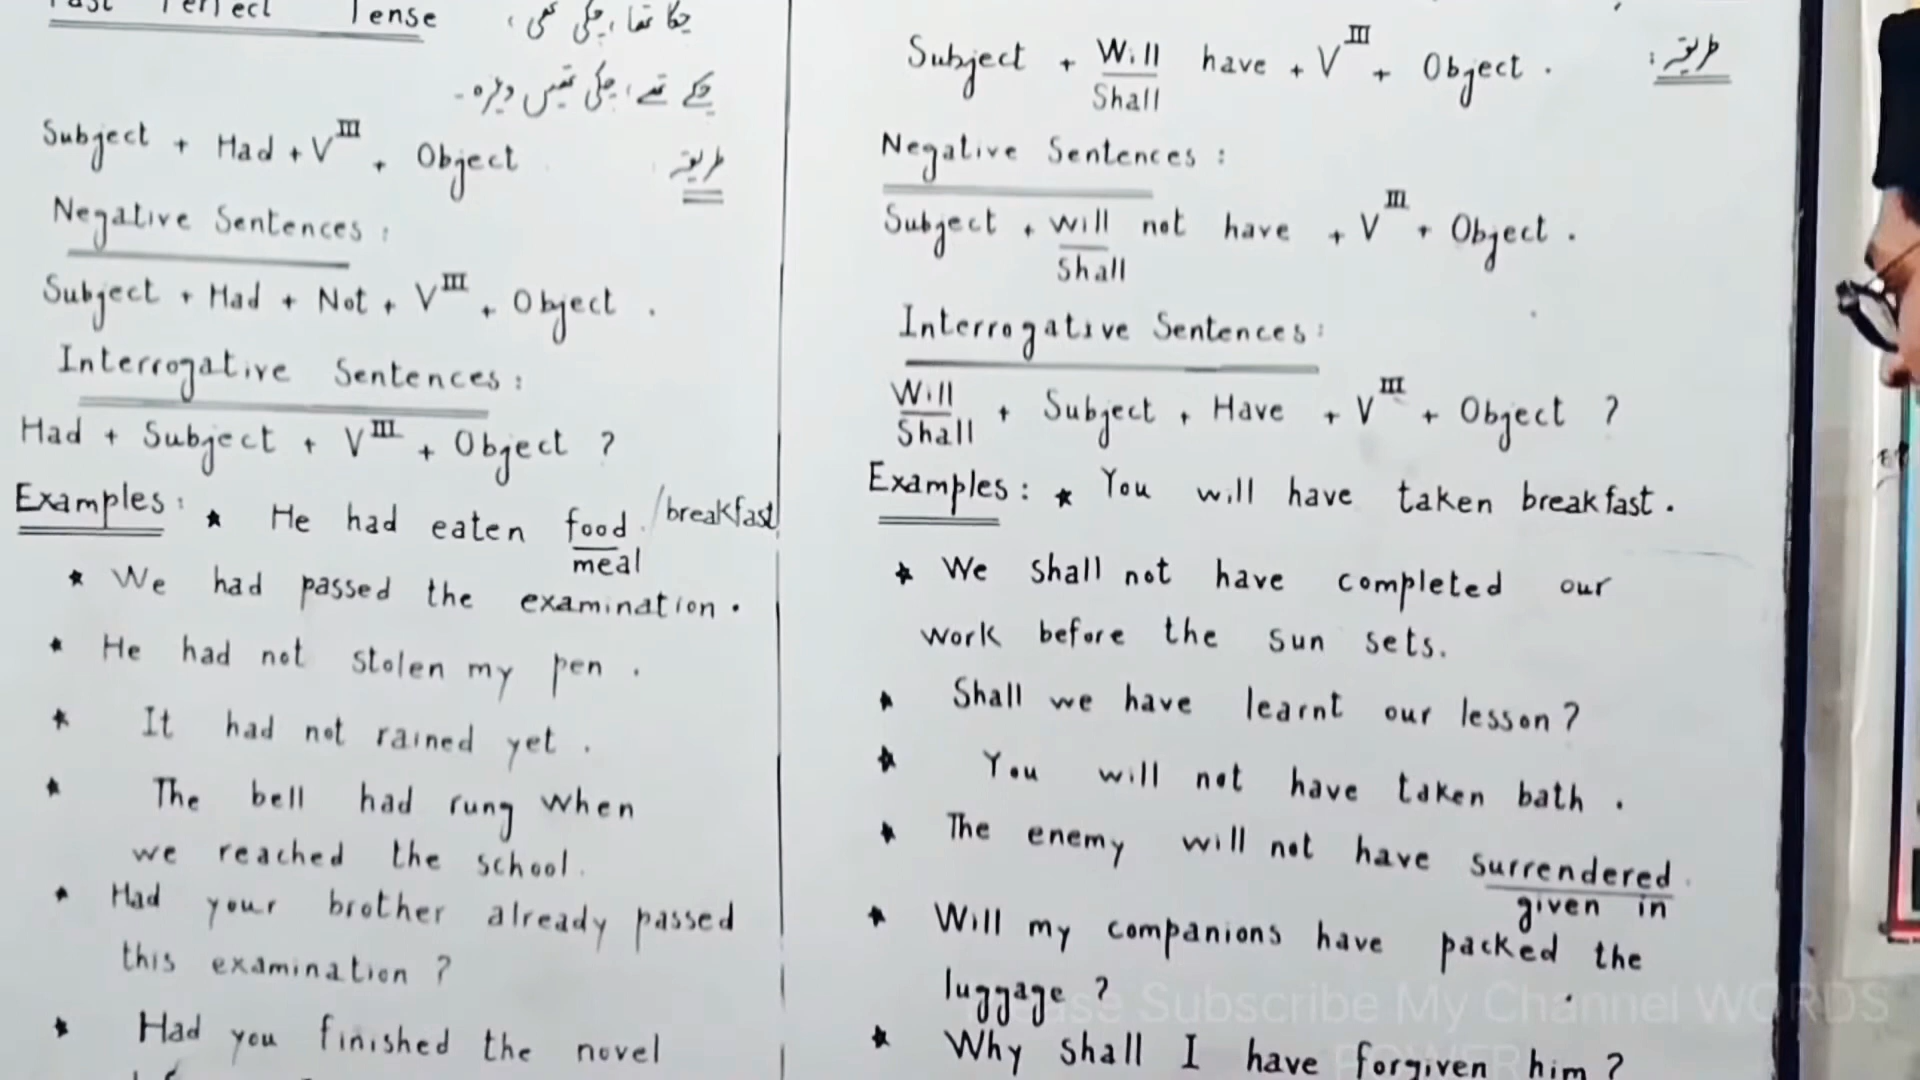 Past Perfect Tense
چکا تھا، چکی تھی،
چکے تھے، چکی تھیں وغیرہ۔
Subject + Had + V III + Object
طریقہ
Negative Sentences :
Subject + Had + Not + V III + Object .
Interrogative Sentences :
Had + Subject + V III + Object ?
Examples : ★ He had eaten food . /breakfast
meal
★ We had passed the examination .
★ He had not stolen my pen .
★ It had not rained yet .
★ The bell had rung when
we reached the school .
★ Had your brother already passed
this examination ?
★ Had you finished the novel
Subject + Will have + V III + Object .
Shall
طریقہ :
Negative Sentences :
Subject + will not have + V III + Object .
Shall
Interrogative Sentences :
Will + Subject + Have + V III + Object ?
Shall
Examples : ★ You will have taken breakfast .
★ We shall not have completed our
work before the sun sets.
★ Shall we have learnt our lesson ?
★ You will not have taken bath .
★ The enemy will not have surrendered .
given in
★ Will my companions have packed the
luggage ?
★ Why shall I have forgiven him ?
Subscribe My Channel WORDS
POWER